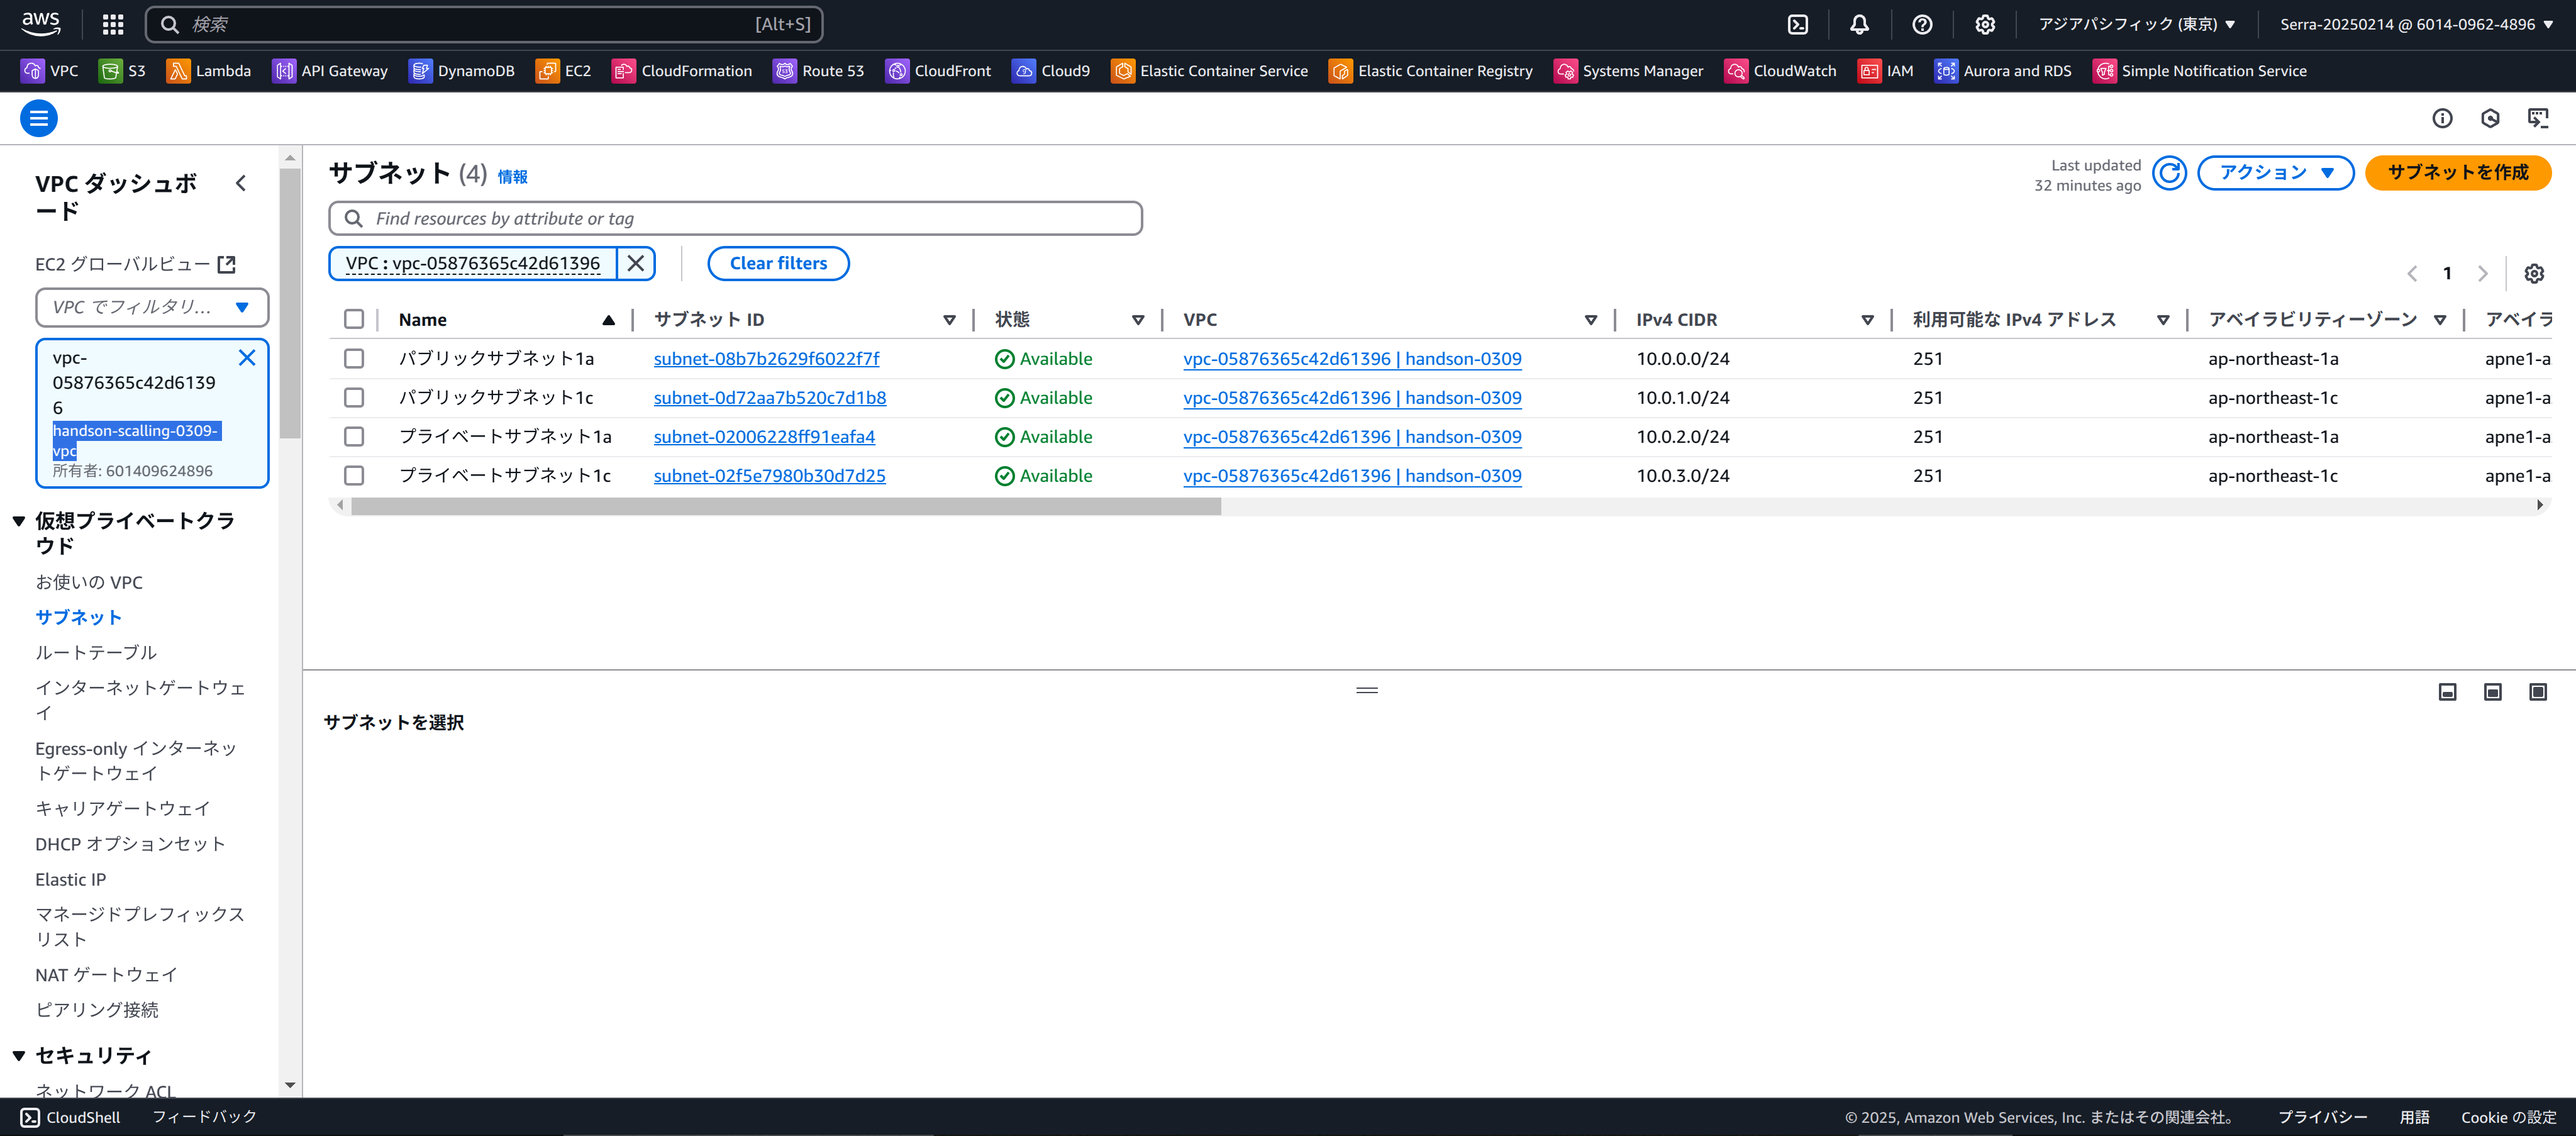 aws
検索 [Alt+S]
アジアパシフィック (東京)
Serra-20250214 @ 6014-0962-4896
VPC S3 Lambda API Gateway DynamoDB EC2 CloudFormation Route 53 CloudFront Cloud9 Elastic Container Service Elastic Container Registry Systems Manager CloudWatch IAM Aurora and RDS Simple Notification Service
VPC ダッシュボ
ード
EC2 グローバルビュー
VPC でフィルタリ...
vpc-
05876365c42d6139
6
handson-scalling-0309-
vpc
所有者: 601409624896
仮想プライベートクラ
ウド
お使いの VPC
サブネット
ルートテーブル
インターネットゲートウェ
イ
Egress-only インターネッ
トゲートウェイ
キャリアゲートウェイ
DHCP オプションセット
Elastic IP
マネージドプレフィックス
リスト
NAT ゲートウェイ
ピアリング接続
セキュリティ
ネットワーク ACL
サブネット (4) 情報
Last updated
32 minutes ago
アクション
サブネットを作成
Find resources by attribute or tag
VPC : vpc-05876365c42d61396
Clear filters
1
Name サブネット ID 状態 VPC IPv4 CIDR 利用可能な IPv4 アドレス アベイラビリティーゾーン アベイラ
パブリックサブネット1a subnet-08b7b2629f6022f7f Available vpc-05876365c42d61396 | handson-0309 10.0.0.0/24 251 ap-northeast-1a apne1-a
パブリックサブネット1c subnet-0d72aa7b520c7d1b8 Available vpc-05876365c42d61396 | handson-0309 10.0.1.0/24 251 ap-northeast-1c apne1-a
プライベートサブネット1a subnet-02006228ff91eafa4 Available vpc-05876365c42d61396 | handson-0309 10.0.2.0/24 251 ap-northeast-1a apne1-a
プライベートサブネット1c subnet-02f5e7980b30d7d25 Available vpc-05876365c42d61396 | handson-0309 10.0.3.0/24 251 ap-northeast-1c apne1-a
サブネットを選択
CloudShell フィードバック
© 2025, Amazon Web Services, Inc. またはその関連会社。 プライバシー 用語 Cookie の設定